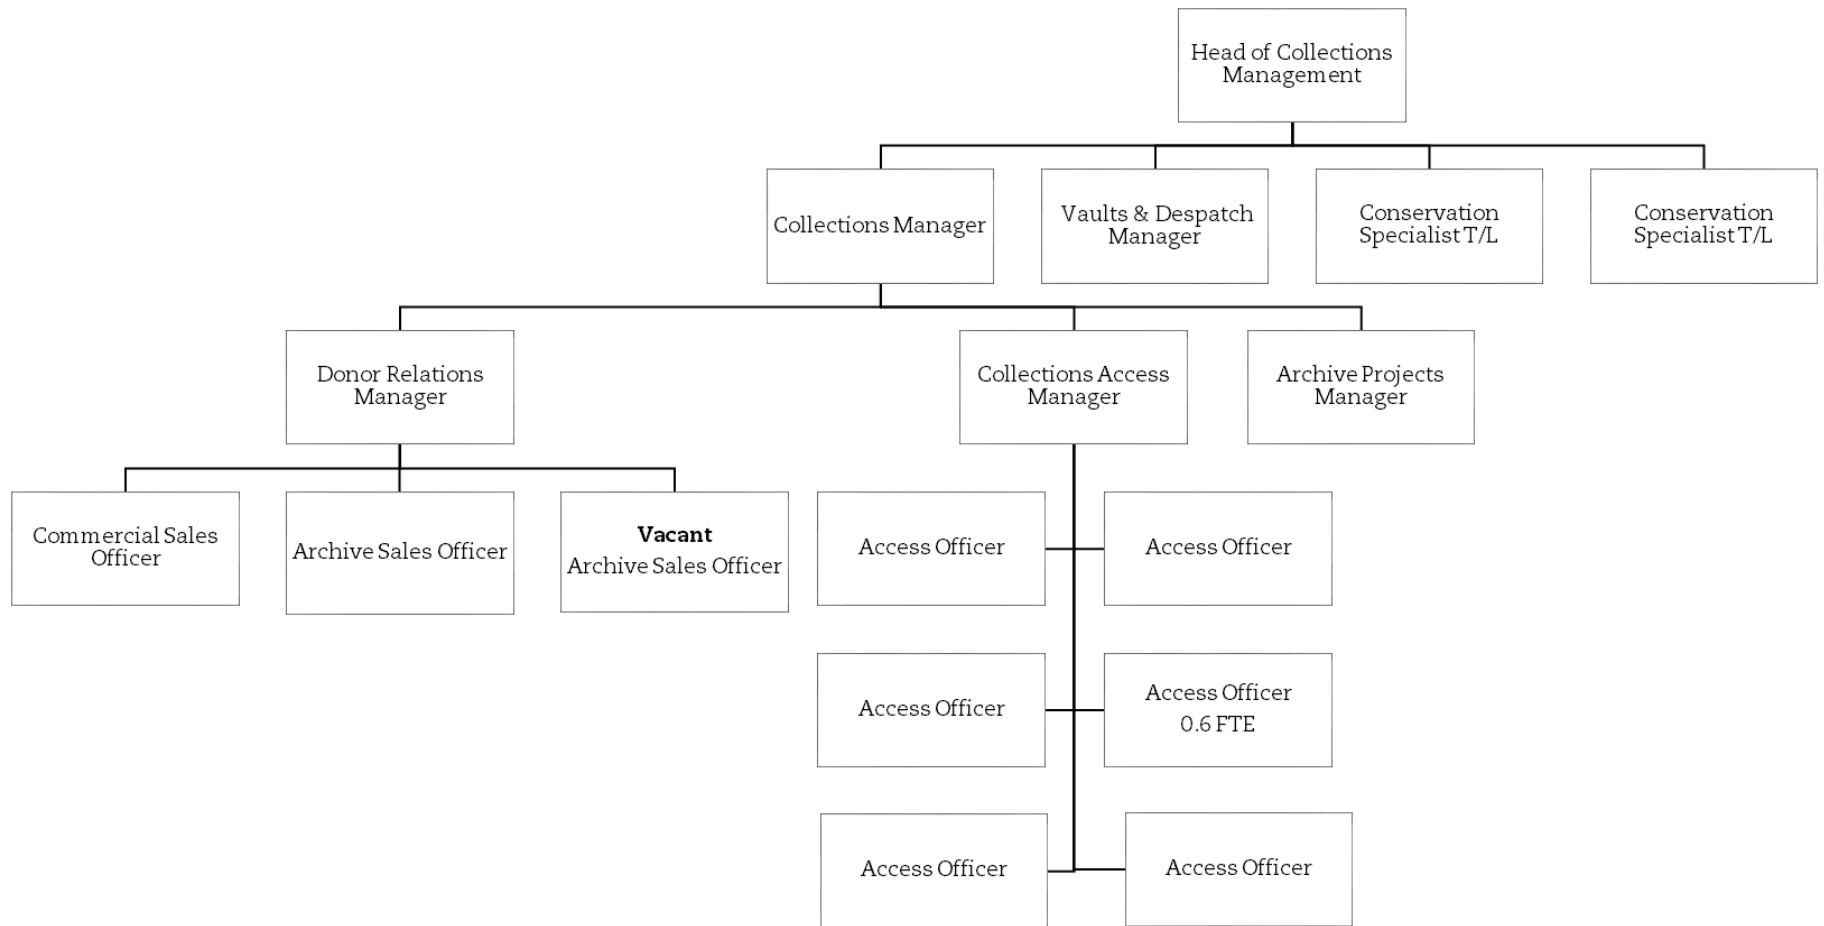 Head of Collections
Management
Collections Manager
Vaults & Despatch
Manager
Conservation
Specialist T/L
Conservation
Specialist T/L
Donor Relations
Manager
Collections Access
Manager
Archive Projects
Manager
Commercial Sales
Officer
Archive Sales Officer
Vacant
Archive Sales Officer
Access Officer
Access Officer
Access Officer
Access Officer
0.6 FTE
Access Officer
Access Officer